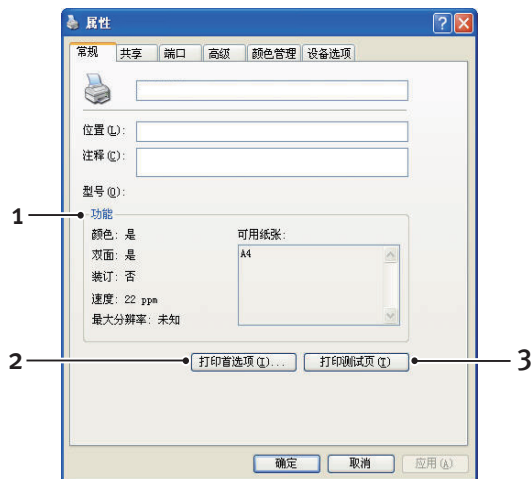 属性
常规 共享 端口 高级 颜色管理 设备选项
位置(L):
注释(C):
型号(O):
1
功能
颜色: 是
可用纸张:
双面: 是
A4
装订: 否
速度: 22 ppm
最大分辨率: 未知
2
打印首选项(I)...
打印测试页(T)
3
确定
取消
应用(A)